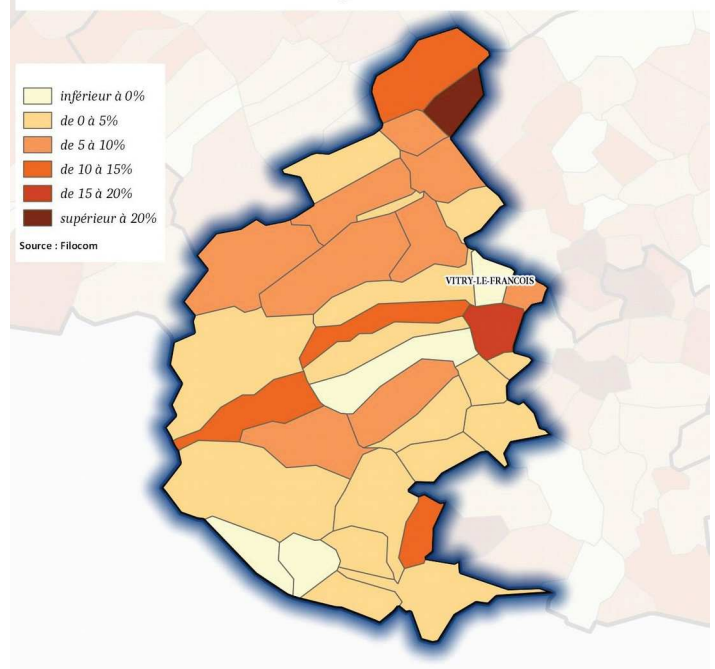 inférieur à 0%
de 0 à 5%
de 5 à 10%
de 10 à 15%
de 15 à 20%
supérieur à 20%
Source : Filocom
VITRY-LE-FRANCOIS